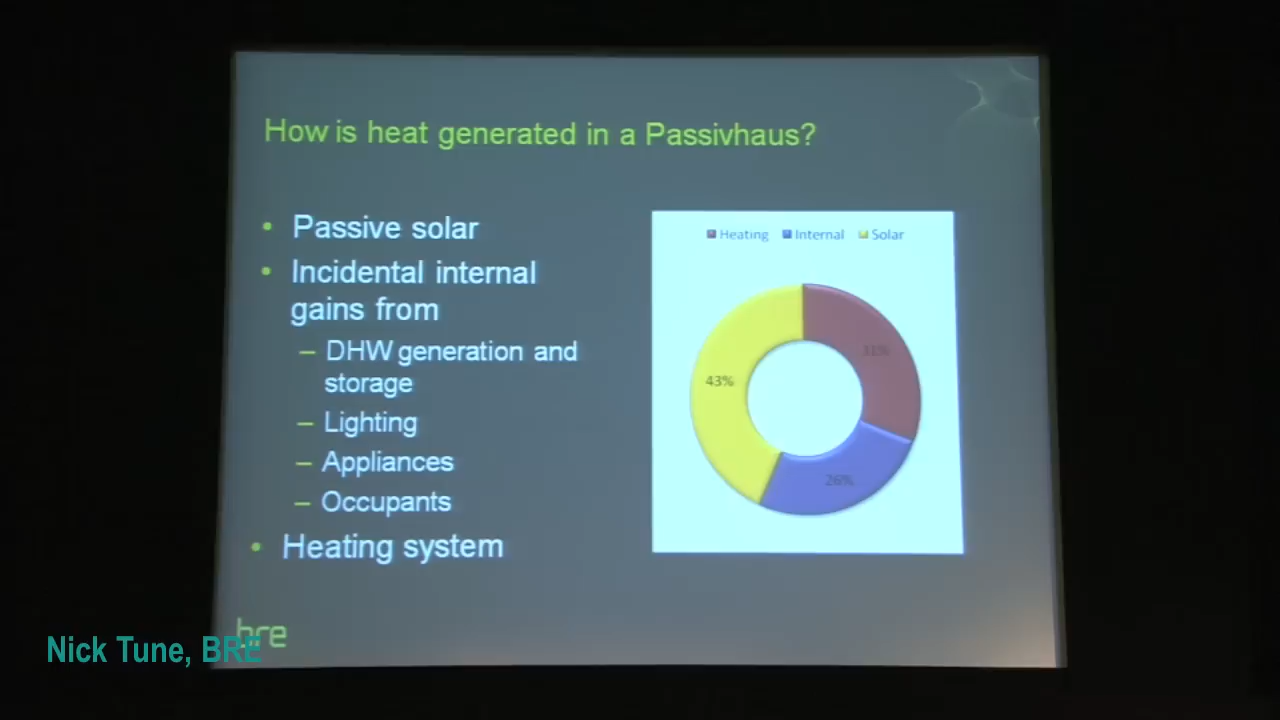 How is heat generated in a Passivhaus?
• Passive solar
• Incidental internal
gains from
– DHW generation and
storage
– Lighting
– Appliances
– Occupants
• Heating system
Heating Internal Solar
31%
43%
26%
bre
Nick Tune, BRE